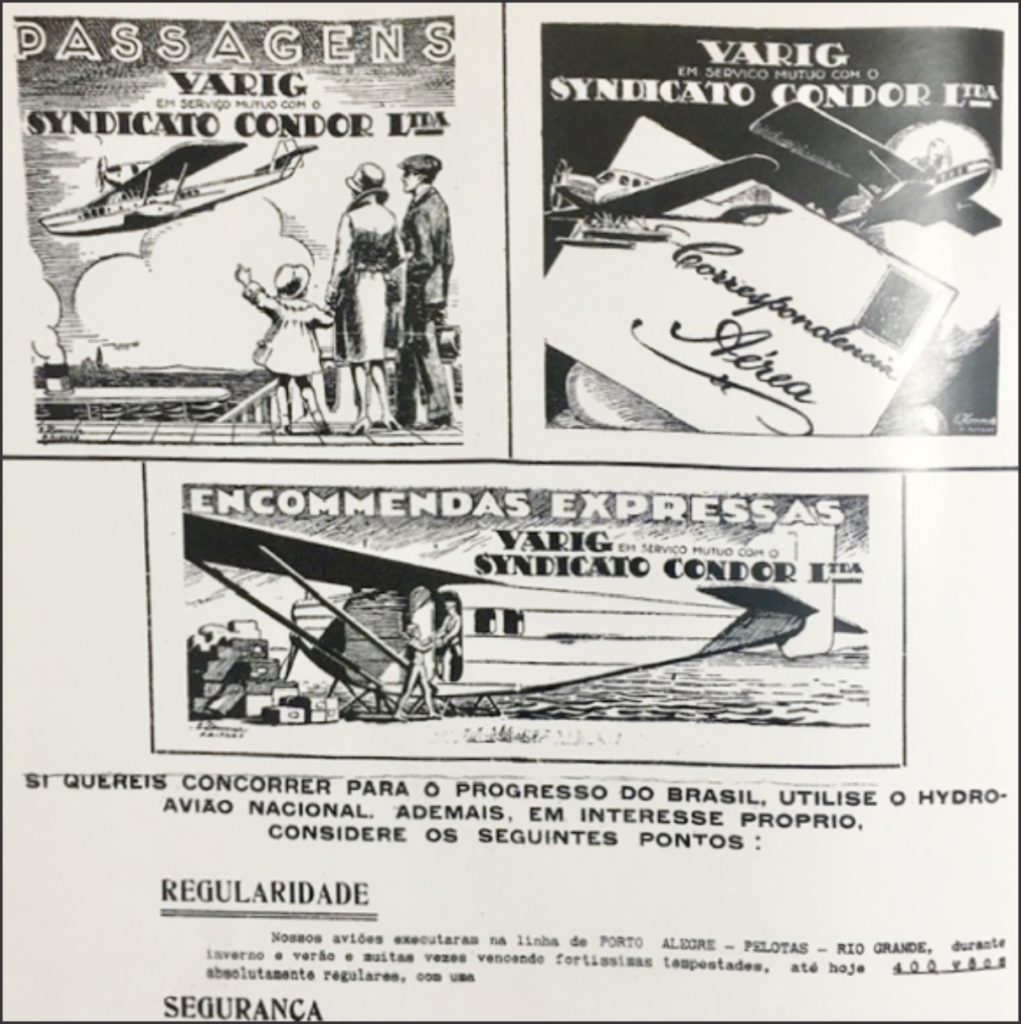 PASSAGENS
VARIG
EM SERVIÇO MUTUO COM O
SYNDICATO CONDOR LTDA
VARIG
EM SERVICO MUTUO COM O
SYNDICATO CONDOR LTDA
Correspondencia
Aérea
ENCOMMENDAS EXPRESSAS
VARIG EM SERVICO MUTUO COM O
SYNDICATO CONDOR LTDA
SI QUEREIS CONCORRER PARA O PROGRESSO DO BRASIL, UTILISE O HYDRO-
AVIÃO NACIONAL. ADEMAIS, EM INTERESSE PROPRIO,
CONSIDERE OS SEGUINTES PONTOS :
REGULARIDADE
Nossos aviões executaram na linha de PORTO ALEGRE - PELOTAS - RIO GRANDE, durante
inverno e verão e muitas vezes vencendo fortissimas tempestades, até hoje 400 vôos
absolutamente regulares, com uma
SEGURANÇA